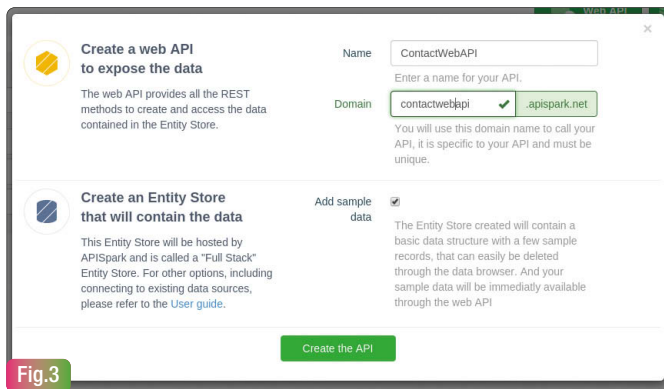 Web API
×
Create a web API
to expose the data
The web API provides all the REST
methods to create and access the data
contained in the Entity Store.
Name
ContactWebAPI
Enter a name for your API.
Domain
contactwebapi
.apispark.net
You will use this domain name to call your
API, it is specific to your API and must be
unique.
Create an Entity Store
that will contain the data
This Entity Store will be hosted by
APISpark and is called a "Full Stack"
Entity Store. For other options, including
connecting to existing data sources,
please refer to the User guide.
Add sample
data
The Entity Store created will contain a
basic data structure with a few sample
records, that can easily be deleted
through the data browser. And your
sample data will be immediatly available
through the web API
Create the API
Fig.3